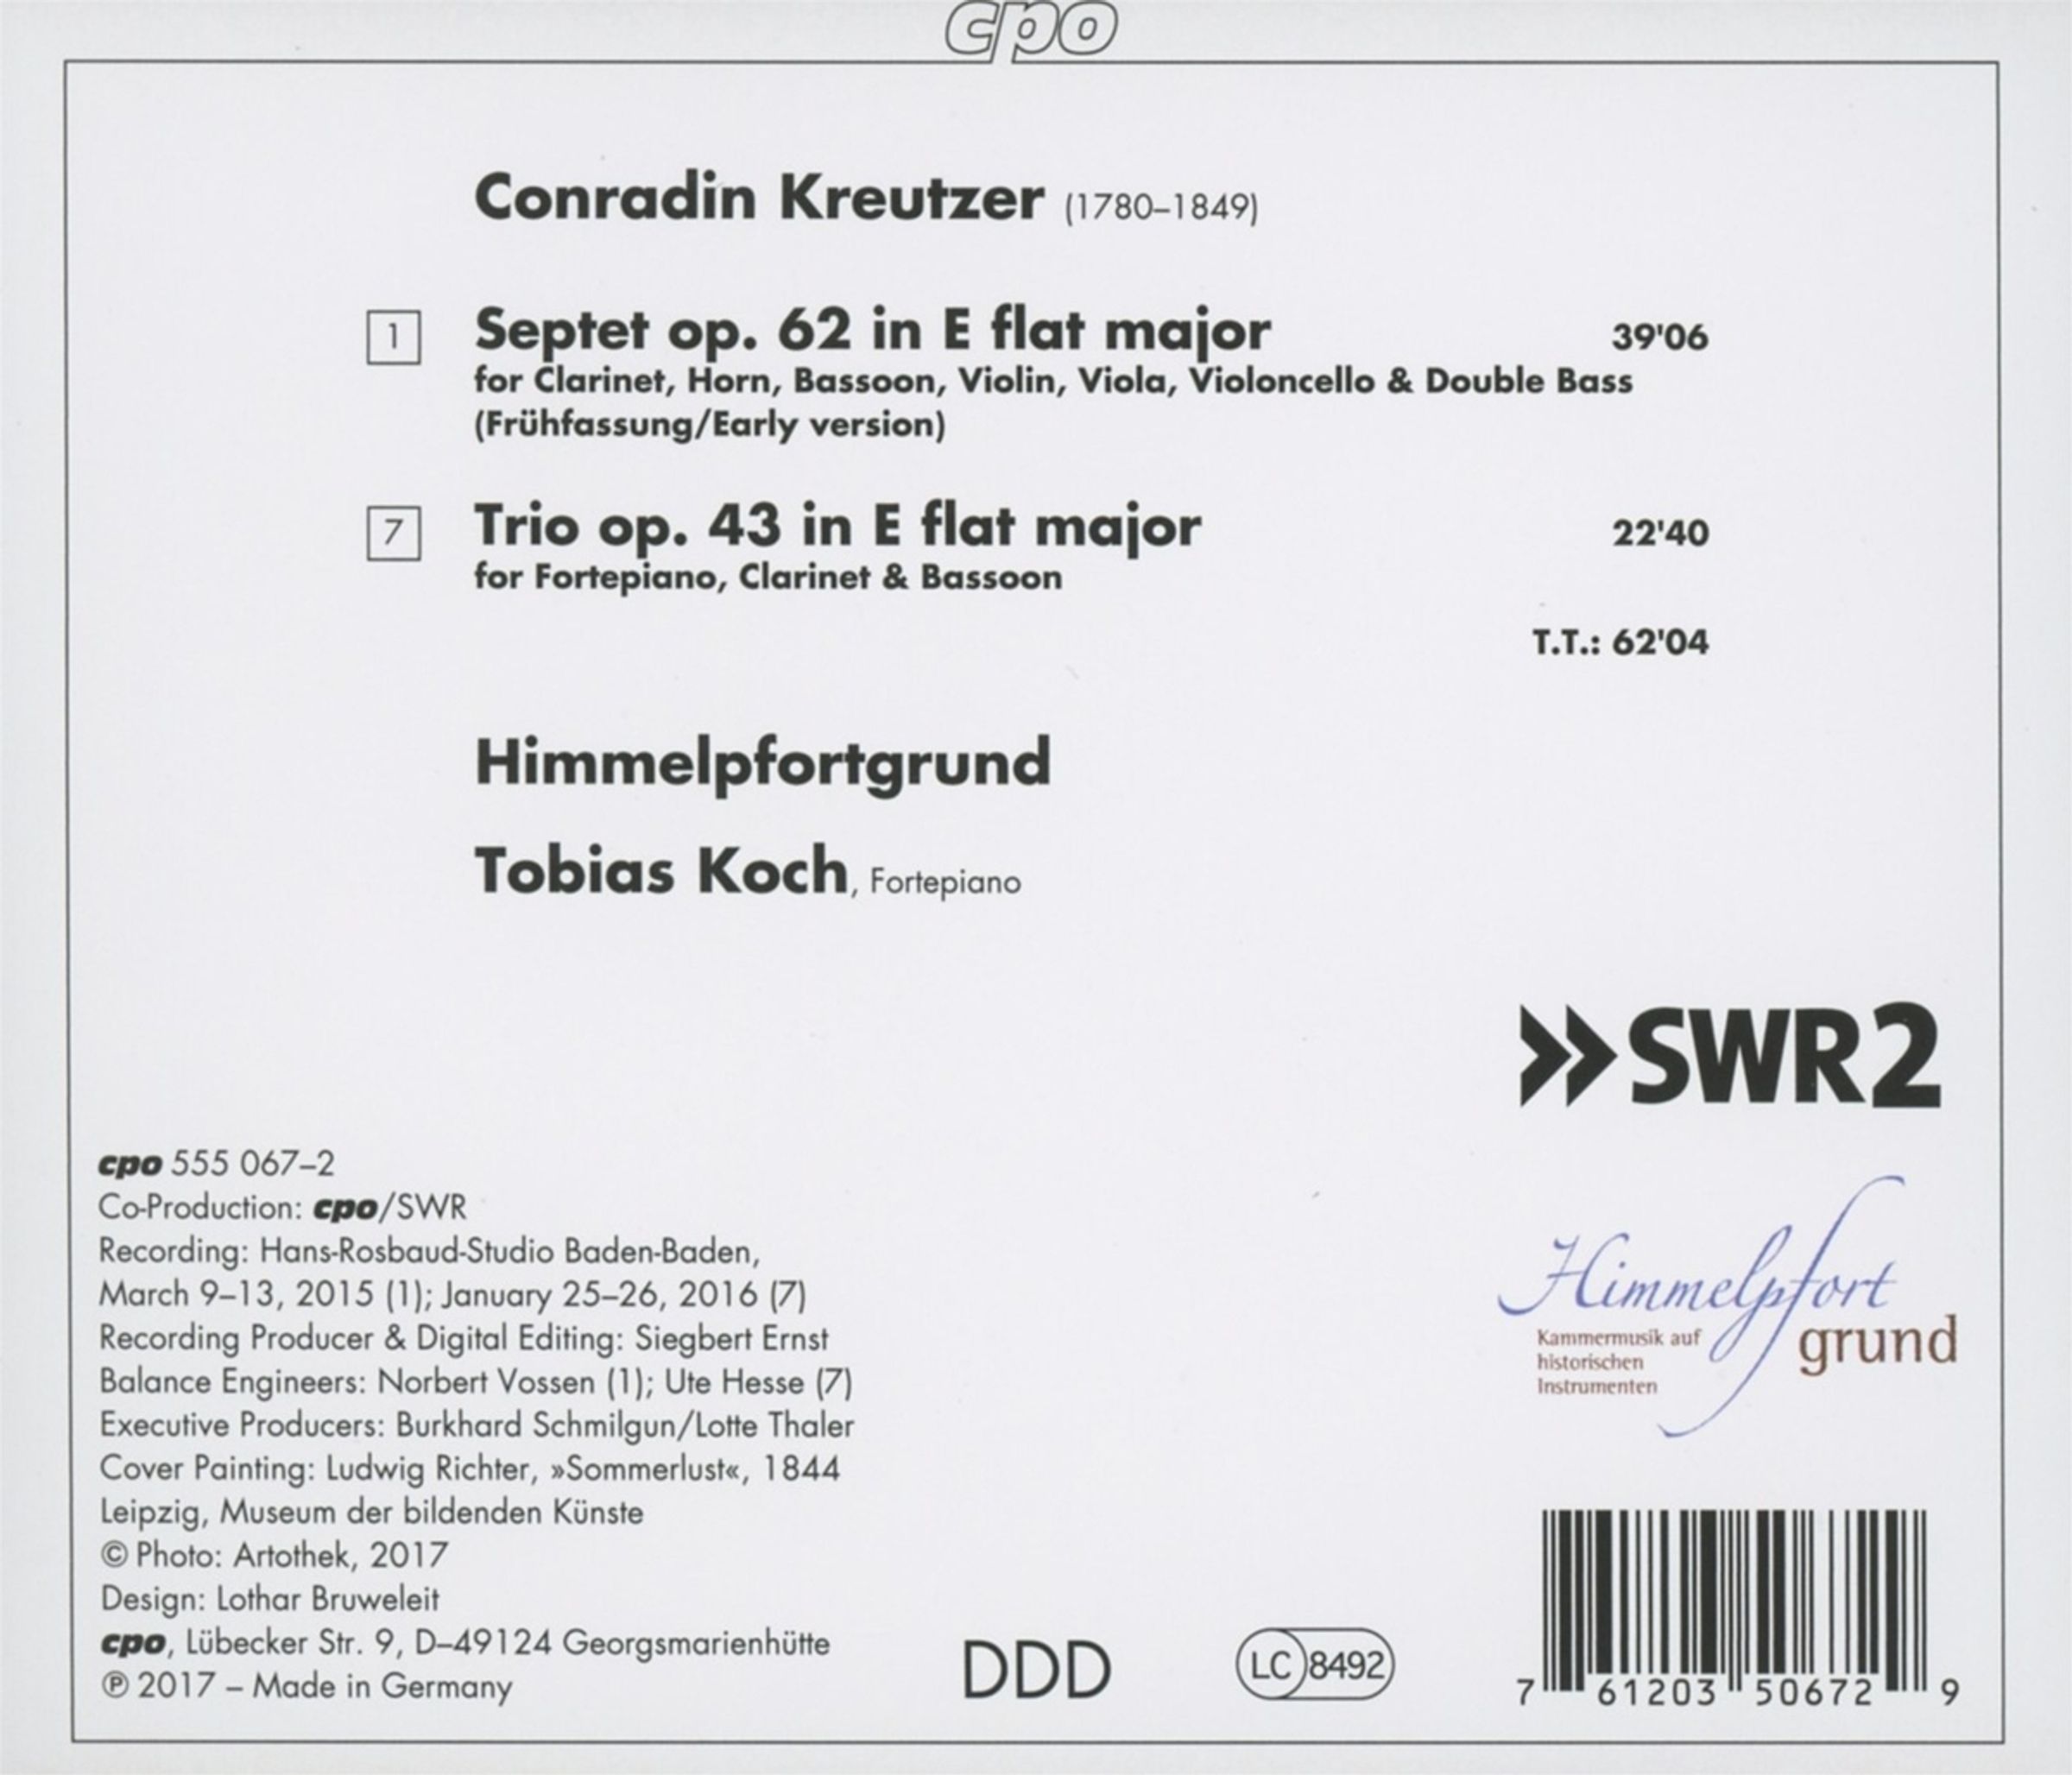 cpo
Conradin Kreutzer (1780–1849)
1 Septet op. 62 in E flat major 39'06
for Clarinet, Horn, Bassoon, Violin, Viola, Violoncello & Double Bass
(Frühfassung/Early version)
7 Trio op. 43 in E flat major 22'40
for Fortepiano, Clarinet & Bassoon
T.T.: 62'04
Himmelpfortgrund
Tobias Koch, Fortepiano
SWR2
cpo 555 067–2
Co-Production: cpo/SWR
Recording: Hans-Rosbaud-Studio Baden-Baden,
March 9–13, 2015 (1); January 25–26, 2016 (7)
Recording Producer & Digital Editing: Siegbert Ernst
Balance Engineers: Norbert Vossen (1); Ute Hesse (7)
Executive Producers: Burkhard Schmilgun/Lotte Thaler
Cover Painting: Ludwig Richter, »Sommerlust«, 1844
Leipzig, Museum der bildenden Künste
© Photo: Artothek, 2017
Design: Lothar Bruweleit
cpo, Lübecker Str. 9, D–49124 Georgsmarienhütte
℗ 2017 – Made in Germany
Himmelpfort
grund
Kammermusik auf
historischen
Instrumenten
DDD
LC 8492
7 61203 50672 9